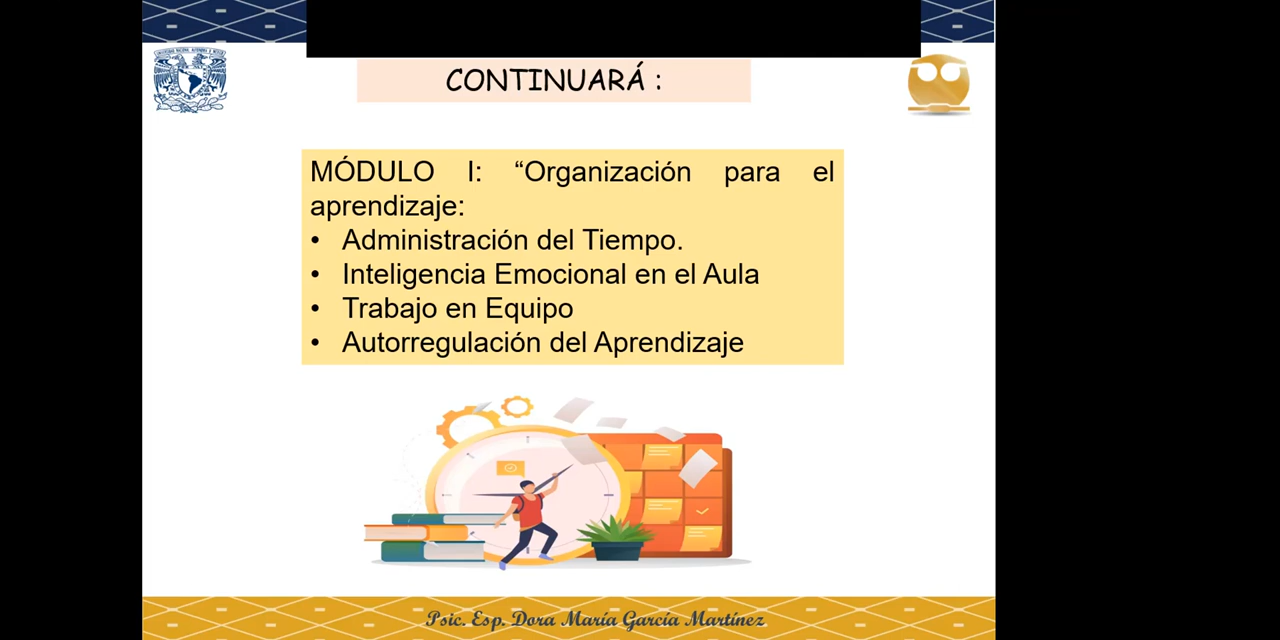 CONTINUARÁ :
MÓDULO I: “Organización para el
aprendizaje:
• Administración del Tiempo.
• Inteligencia Emocional en el Aula
• Trabajo en Equipo
• Autorregulación del Aprendizaje
Psic. Esp. Dora María García Martínez